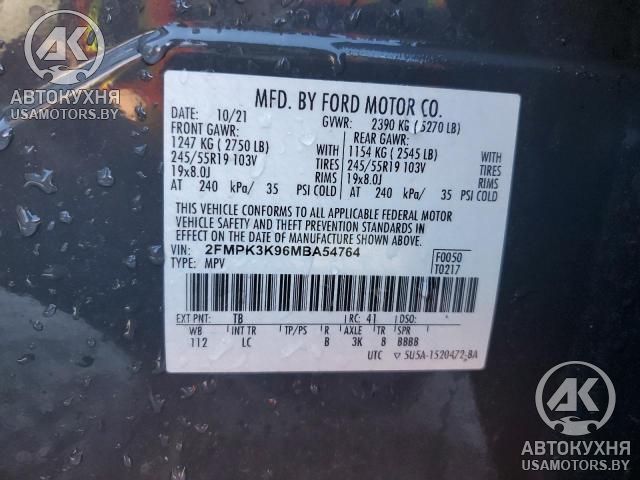 AK
АВТОКУХНЯ
USAMOTORS.BY
MFD. BY FORD MOTOR CO.
DATE: 10/21 GVWR: 2390 KG ( 5270 LB)
FRONT GAWR: REAR GAWR:
1247 KG ( 2750 LB) WITH 1154 KG ( 2545 LB) WITH
245/55R19 103V TIRES 245/55R19 103V TIRES
19x8.0J RIMS 19x8.0J RIMS
AT 240 kPa/ 35 PSI COLD AT 240 kPa/ 35 PSI COLD
THIS VEHICLE CONFORMS TO ALL APPLICABLE FEDERAL MOTOR
VEHICLE SAFETY AND THEFT PREVENTION STANDARDS IN
EFFECT ON THE DATE OF MANUFACTURE SHOWN ABOVE.
VIN: 2FMPK3K96MBA54764 F0050
TYPE: MPV T0217
EXT PNT: TB RC: 41 DSO:
WB INT TR TP/PS R AXLE TR SPR
112 LC B 3K 8 BBBB
UTC ▽ 5U5A-1520472-BA
AK
АВТОКУХНЯ
USAMOTORS.BY